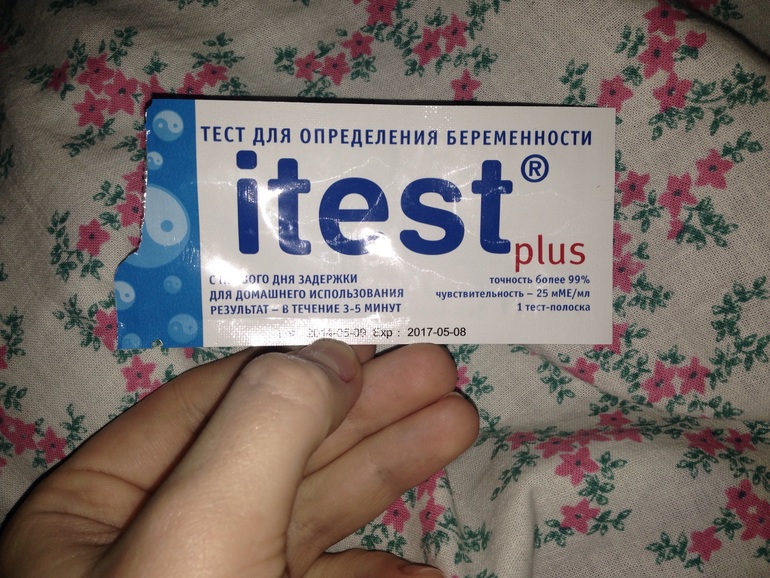 ТЕСТ ДЛЯ ОПРЕДЕЛЕНИЯ БЕРЕМЕННОСТИ
itest®
plus
С ПЕРВОГО ДНЯ ЗАДЕРЖКИ
ДЛЯ ДОМАШНЕГО ИСПОЛЬЗОВАНИЯ
РЕЗУЛЬТАТ – В ТЕЧЕНИЕ 3-5 МИНУТ
точность более 99%
чувствительность – 25 мМЕ/мл
1 тест-полоска
2014-05-09 Exp : 2017-05-08